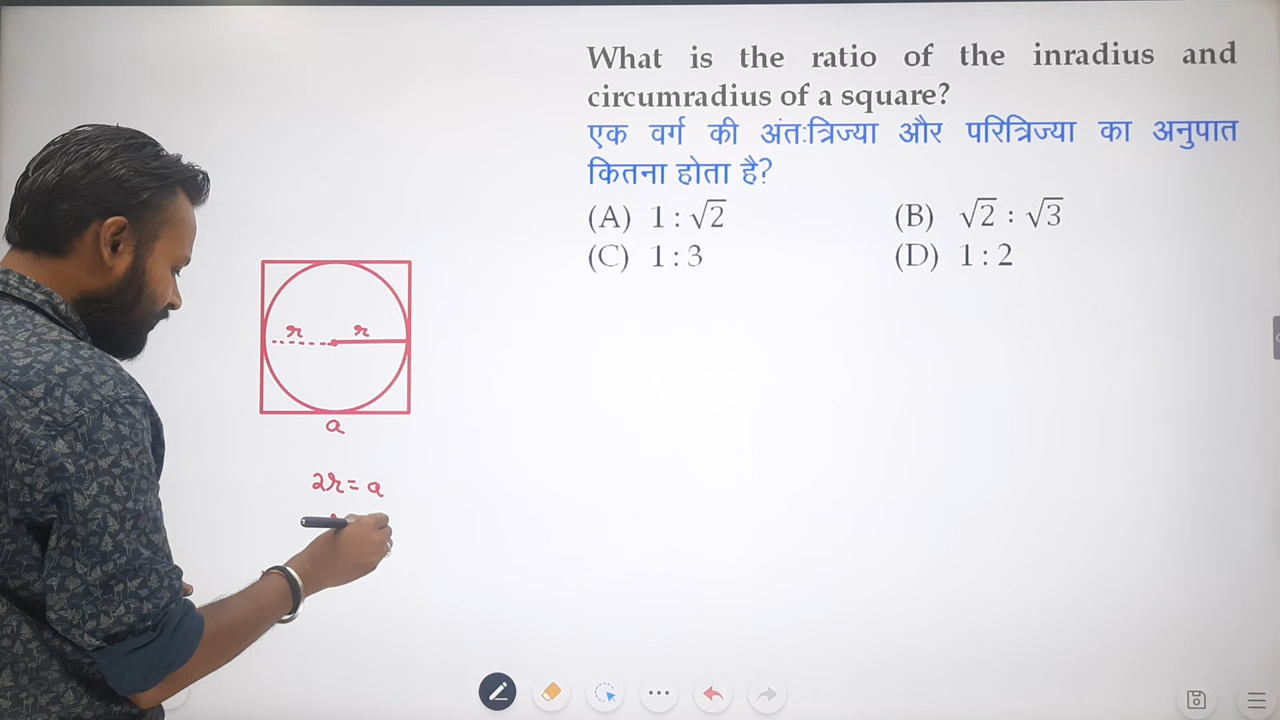 What is the ratio of the inradius and
circumradius of a square?
एक वर्ग की अंतःत्रिज्या और परित्रिज्या का अनुपात
कितना होता है?
(A) 1 : √2 (B) √2 : √3
(C) 1 : 3 (D) 1 : 2
r r
a
2r = a